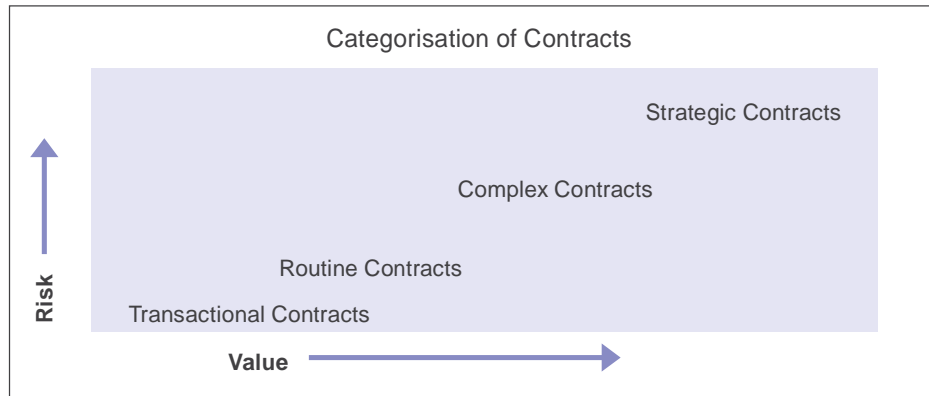 Categorisation of Contracts
Strategic Contracts
Complex Contracts
Routine Contracts
Transactional Contracts
Risk
Value